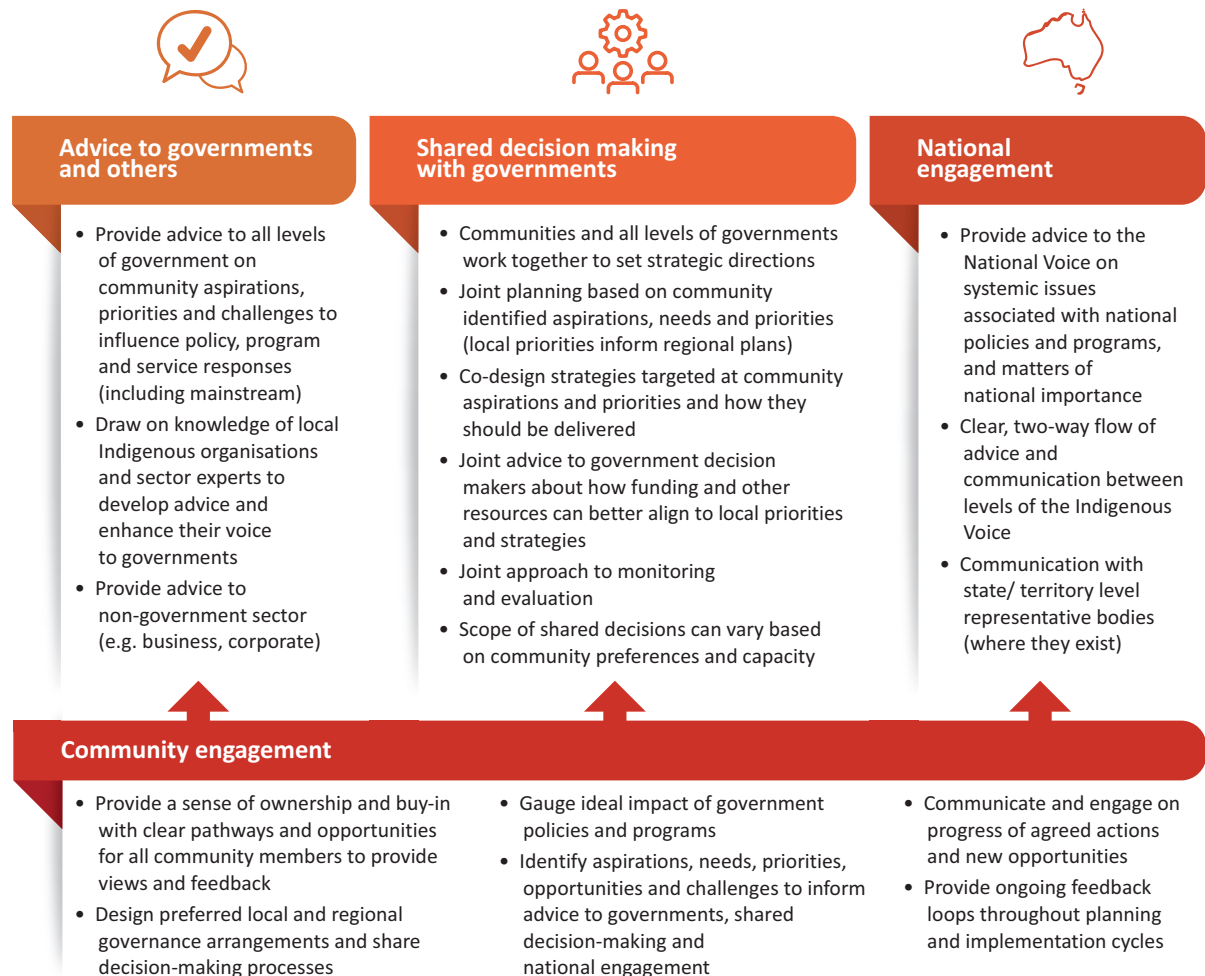 Advice to governments
and others
• Provide advice to all levels
of government on
community aspirations,
priorities and challenges to
influence policy, program
and service responses
(including mainstream)
• Draw on knowledge of local
Indigenous organisations
and sector experts to
develop advice and
enhance their voice
to governments
• Provide advice to
non-government sector
(e.g. business, corporate)
Shared decision making
with governments
• Communities and all levels of governments
work together to set strategic directions
• Joint planning based on community
identified aspirations, needs and priorities
(local priorities inform regional plans)
• Co-design strategies targeted at community
aspirations and priorities and how they
should be delivered
• Joint advice to government decision
makers about how funding and other
resources can better align to local priorities
and strategies
• Joint approach to monitoring
and evaluation
• Scope of shared decisions can vary based
on community preferences and capacity
National
engagement
• Provide advice to the
National Voice on
systemic issues
associated with national
policies and programs,
and matters of
national importance
• Clear, two-way flow of
advice and
communication between
levels of the Indigenous
Voice
• Communication with
state/ territory level
representative bodies
(where they exist)
Community engagement
• Provide a sense of ownership and buy-in
with clear pathways and opportunities
for all community members to provide
views and feedback
• Design preferred local and regional
governance arrangements and share
decision-making processes
• Gauge ideal impact of government
policies and programs
• Identify aspirations, needs, priorities,
opportunities and challenges to inform
advice to governments, shared
decision-making and
national engagement
• Communicate and engage on
progress of agreed actions
and new opportunities
• Provide ongoing feedback
loops throughout planning
and implementation cycles